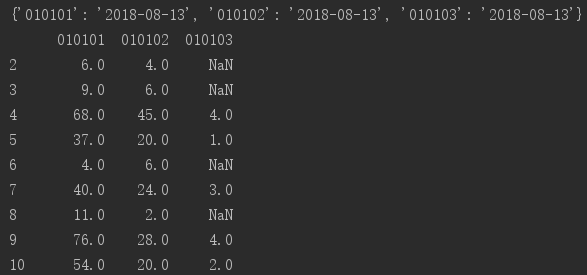 {'010101': '2018-08-13', '010102': '2018-08-13', '010103': '2018-08-13'}
010101 010102 010103
2 6.0 4.0 NaN
3 9.0 6.0 NaN
4 68.0 45.0 4.0
5 37.0 20.0 1.0
6 4.0 6.0 NaN
7 40.0 24.0 3.0
8 11.0 2.0 NaN
9 76.0 28.0 4.0
10 54.0 20.0 2.0